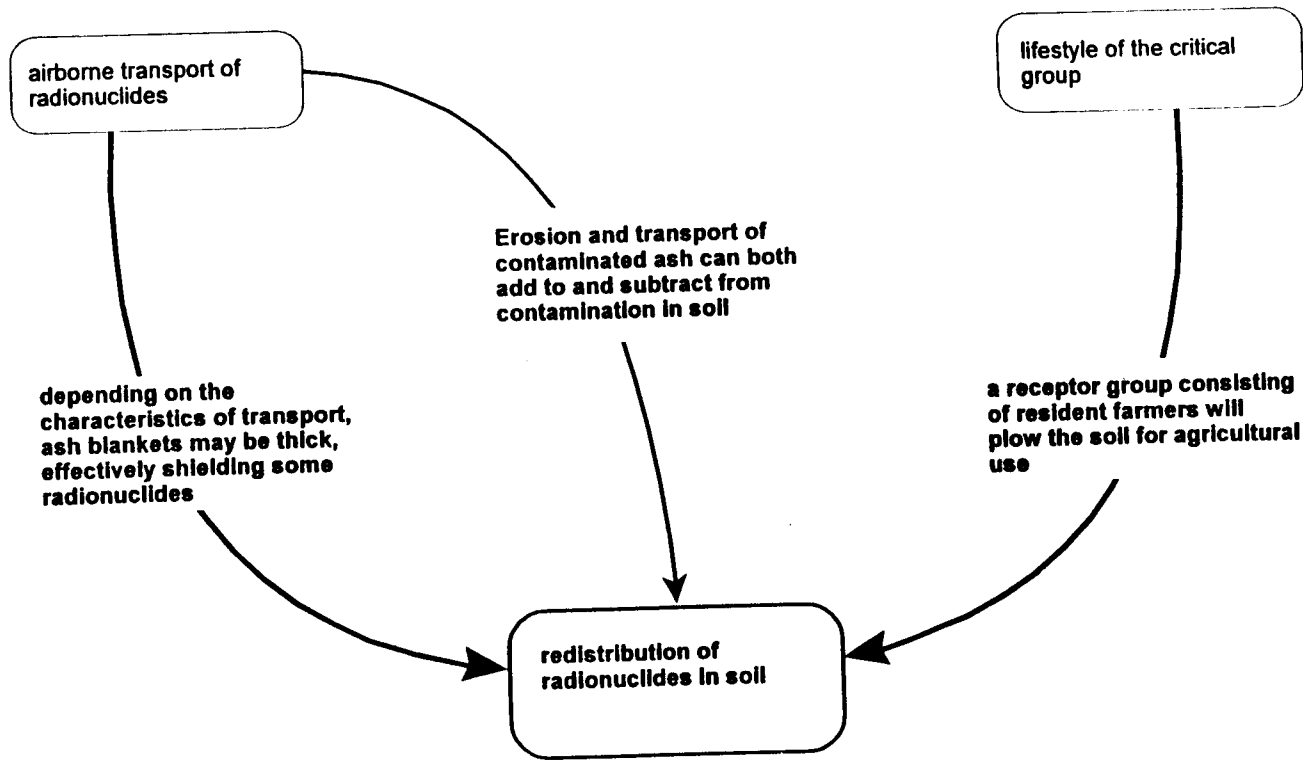 airborne transport of
radionuclides
lifestyle of the critical
group
Erosion and transport of
contaminated ash can both
add to and subtract from
contamination in soil
depending on the
characteristics of transport,
ash blankets may be thick,
effectively shielding some
radionuclides
a receptor group consisting
of resident farmers will
plow the soil for agricultural
use
redistribution of
radionuclides in soil